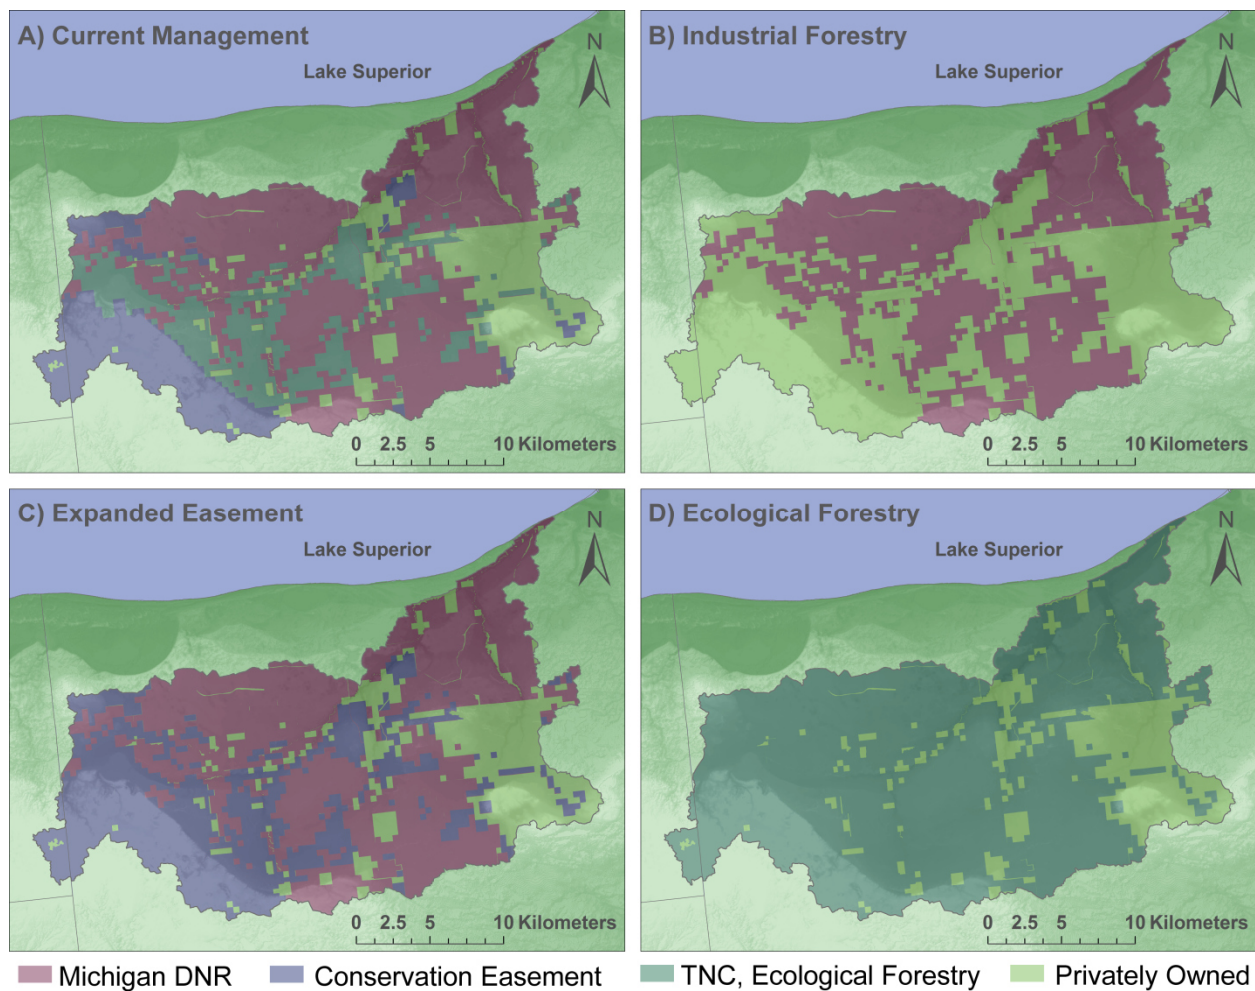 A) Current Management
N
Lake Superior
0 2.5 5 10 Kilometers
B) Industrial Forestry
N
Lake Superior
0 2.5 5 10 Kilometers
C) Expanded Easement
N
Lake Superior
0 2.5 5 10 Kilometers
D) Ecological Forestry
N
Lake Superior
0 2.5 5 10 Kilometers
Michigan DNR Conservation Easement TNC, Ecological Forestry Privately Owned